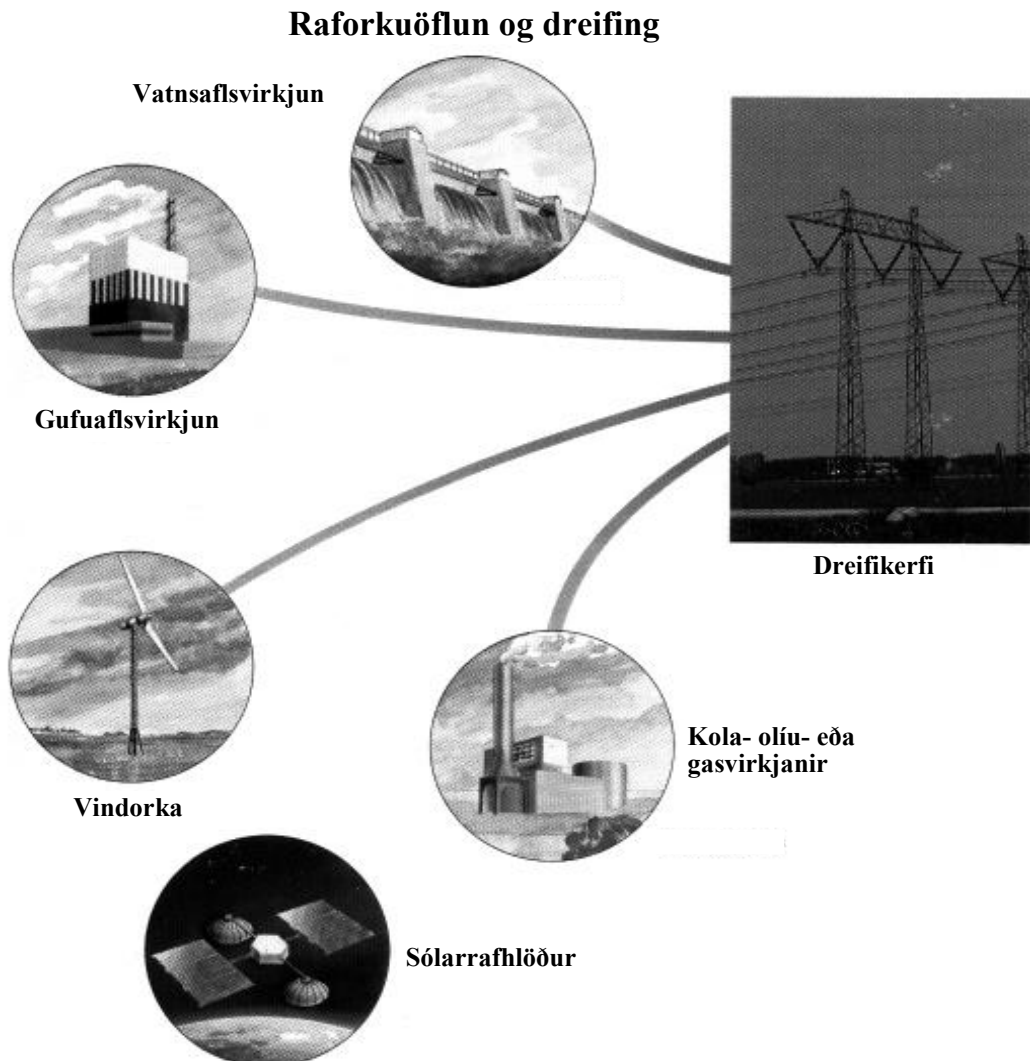 Raforkuöflun og dreifing
Vatnsaflsvirkjun
Gufuaflsvirkjun
Dreifikerfi
Vindorka
Kola- olíu- eða
gasvirkjanir
Sólarrafhlöður